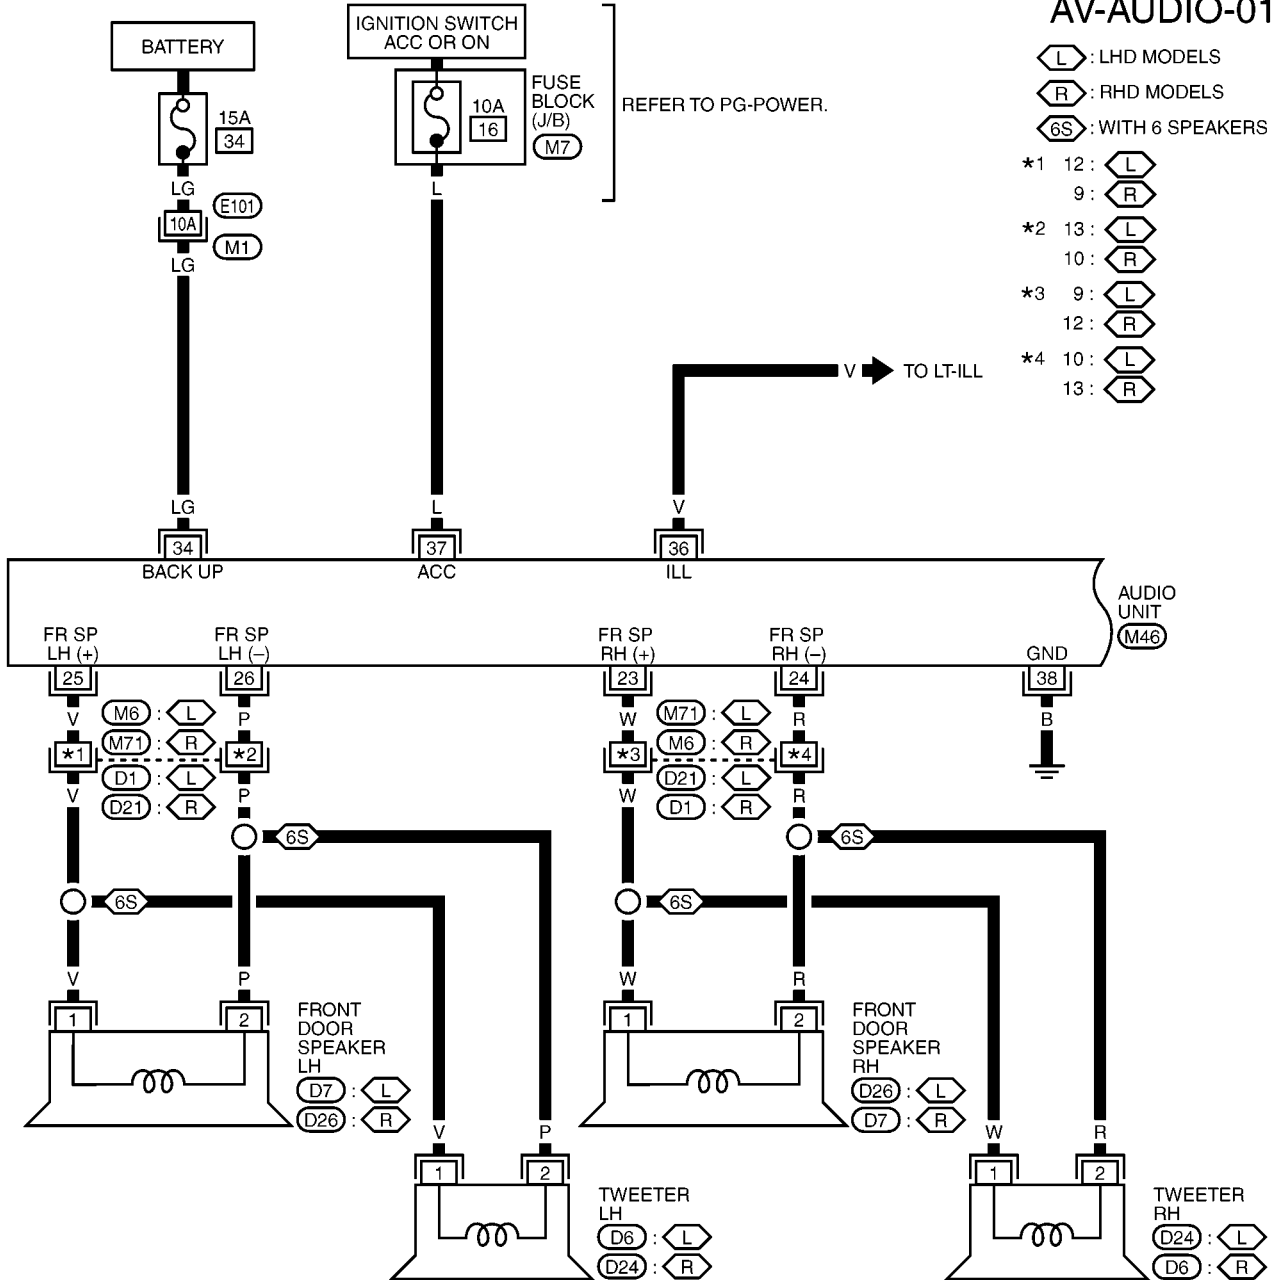 AV-AUDIO-01
BATTERY
IGNITION SWITCH
ACC OR ON
L : LHD MODELS
R : RHD MODELS
6S : WITH 6 SPEAKERS
15A
34
10A
16
FUSE
BLOCK
(J/B)
M7
REFER TO PG-POWER.
*1 12 : L
9 : R
*2 13 : L
10 : R
*3 9 : L
12 : R
*4 10 : L
13 : R
LG
L
E101
10A
M1
LG
V
TO LT-ILL
LG
L
V
34
37
36
BACK UP
ACC
ILL
AUDIO
UNIT
M46
FR SP
LH (+)
FR SP
LH (–)
FR SP
RH (+)
FR SP
RH (–)
GND
25
26
23
24
38
V
M6 : L
P
W
M71 : L
R
B
M71 : R
M6 : R
*1
*2
*3
*4
D1 : L
D21 : L
V
P
W
R
D21 : R
D1 : R
6S
6S
6S
6S
V
P
W
R
1
2
1
2
FRONT
DOOR
SPEAKER
LH
D7 : L
D26 : R
FRONT
DOOR
SPEAKER
RH
D26 : L
D7 : R
V
P
W
R
1
2
1
2
TWEETER
LH
D6 : L
D24 : R
TWEETER
RH
D24 : L
D6 : R